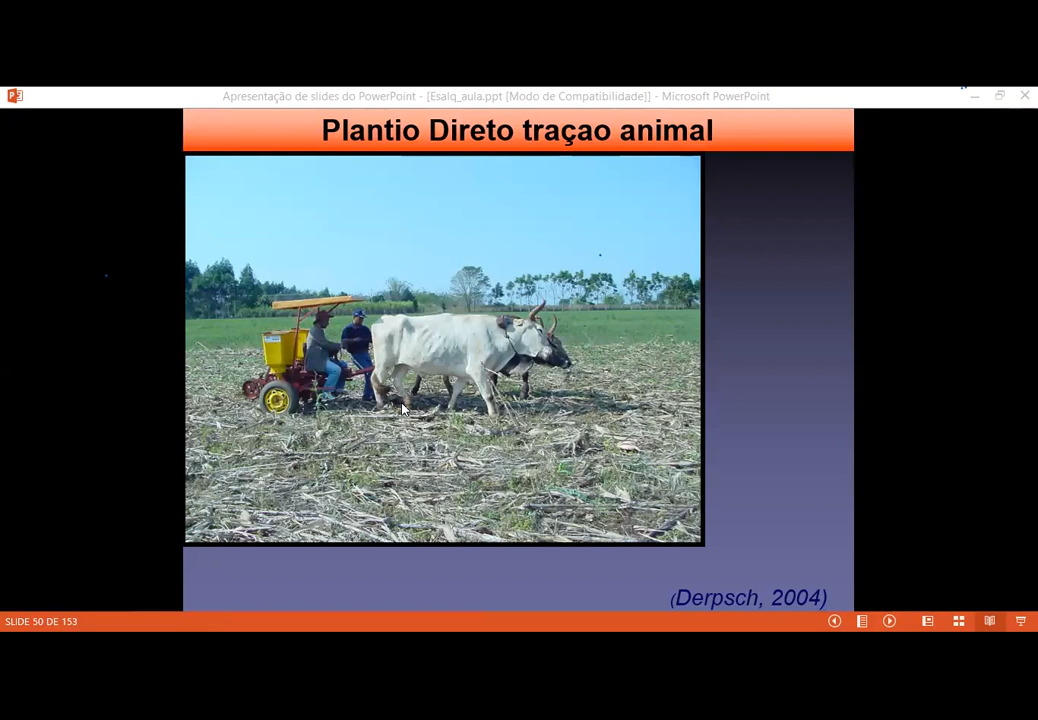 Apresentação de slides do PowerPoint - [Esalq_aula.ppt [Modo de Compatibilidade]] - Microsoft PowerPoint
Plantio Direto traçao animal
(Derpsch, 2004)
SLIDE 50 DE 153